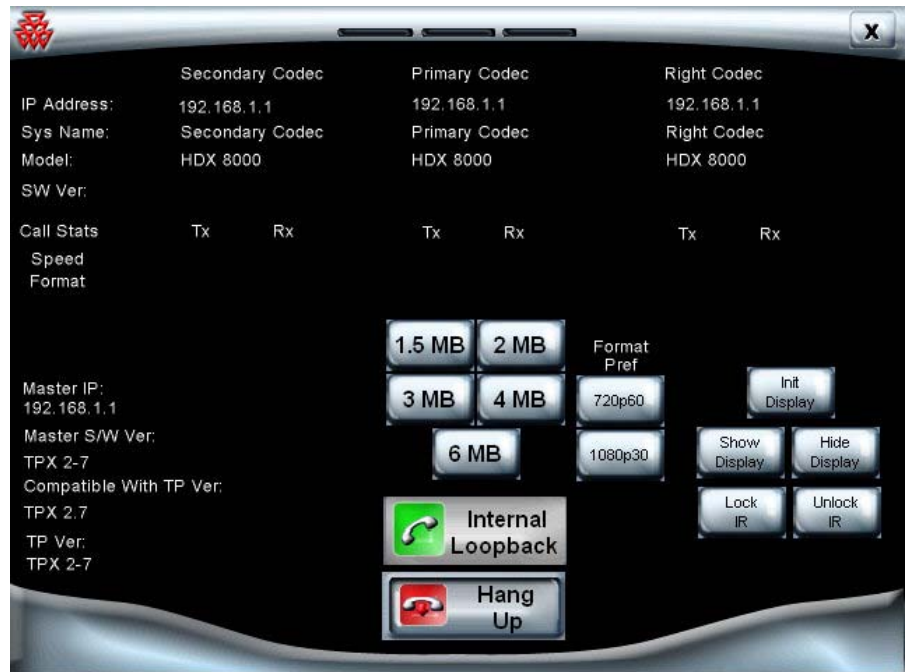 X
Secondary Codec Primary Codec Right Codec
IP Address: 192.168.1.1 192.168.1.1 192.168.1.1
Sys Name: Secondary Codec Primary Codec Right Codec
Model: HDX 8000 HDX 8000 HDX 8000
SW Ver:
Call Stats Tx Rx Tx Rx Tx Rx
Speed
Format
1.5 MB 2 MB
3 MB 4 MB
6 MB
Format
Pref
720p60
1080p30
Init
Display
Show
Display
Hide
Display
Lock
IR
Unlock
IR
Master IP:
192.168.1.1
Master S/W Ver:
TPX 2-7
Compatible With TP Ver:
TPX 2.7
TP Ver:
TPX 2-7
Internal
Loopback
Hang
Up